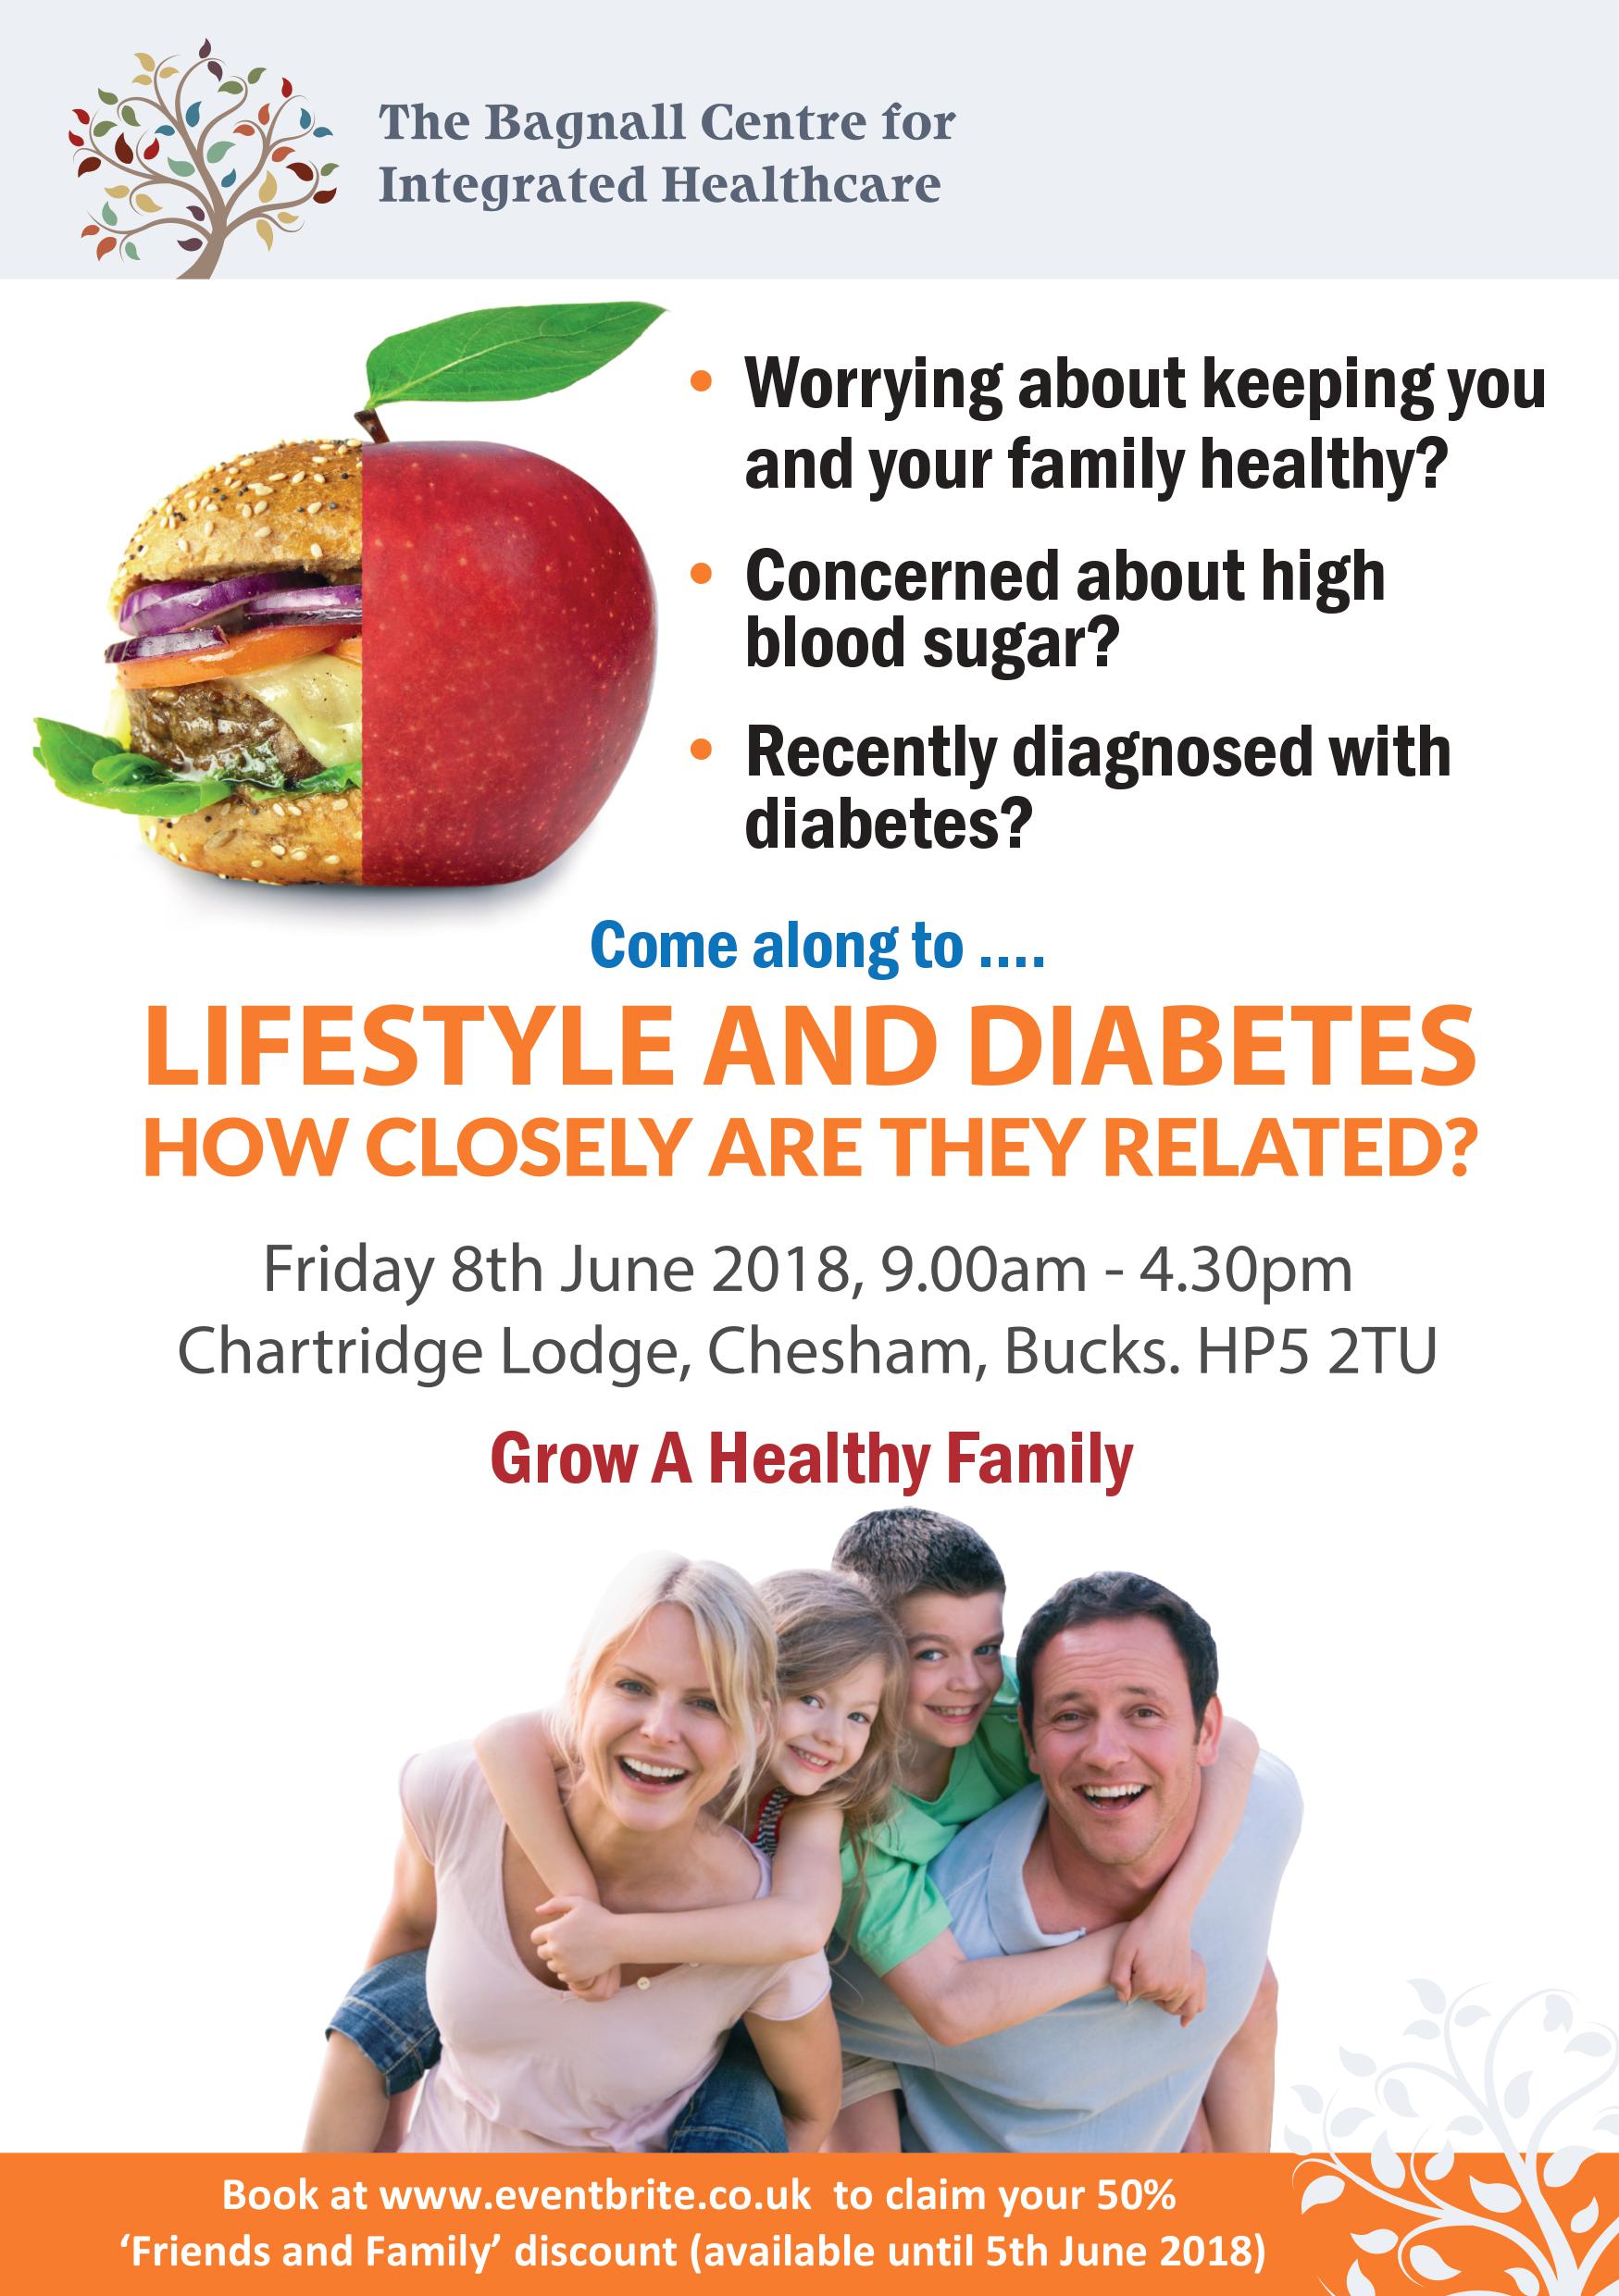 The Bagnall Centre for
Integrated Healthcare
• Worrying about keeping you
and your family healthy?
• Concerned about high
blood sugar?
• Recently diagnosed with
diabetes?
Come along to ....
LIFESTYLE AND DIABETES
HOW CLOSELY ARE THEY RELATED?
Friday 8th June 2018, 9.00am - 4.30pm
Chartridge Lodge, Chesham, Bucks. HP5 2TU
Grow A Healthy Family
Book at www.eventbrite.co.uk to claim your 50%
‘Friends and Family’ discount (available until 5th June 2018)